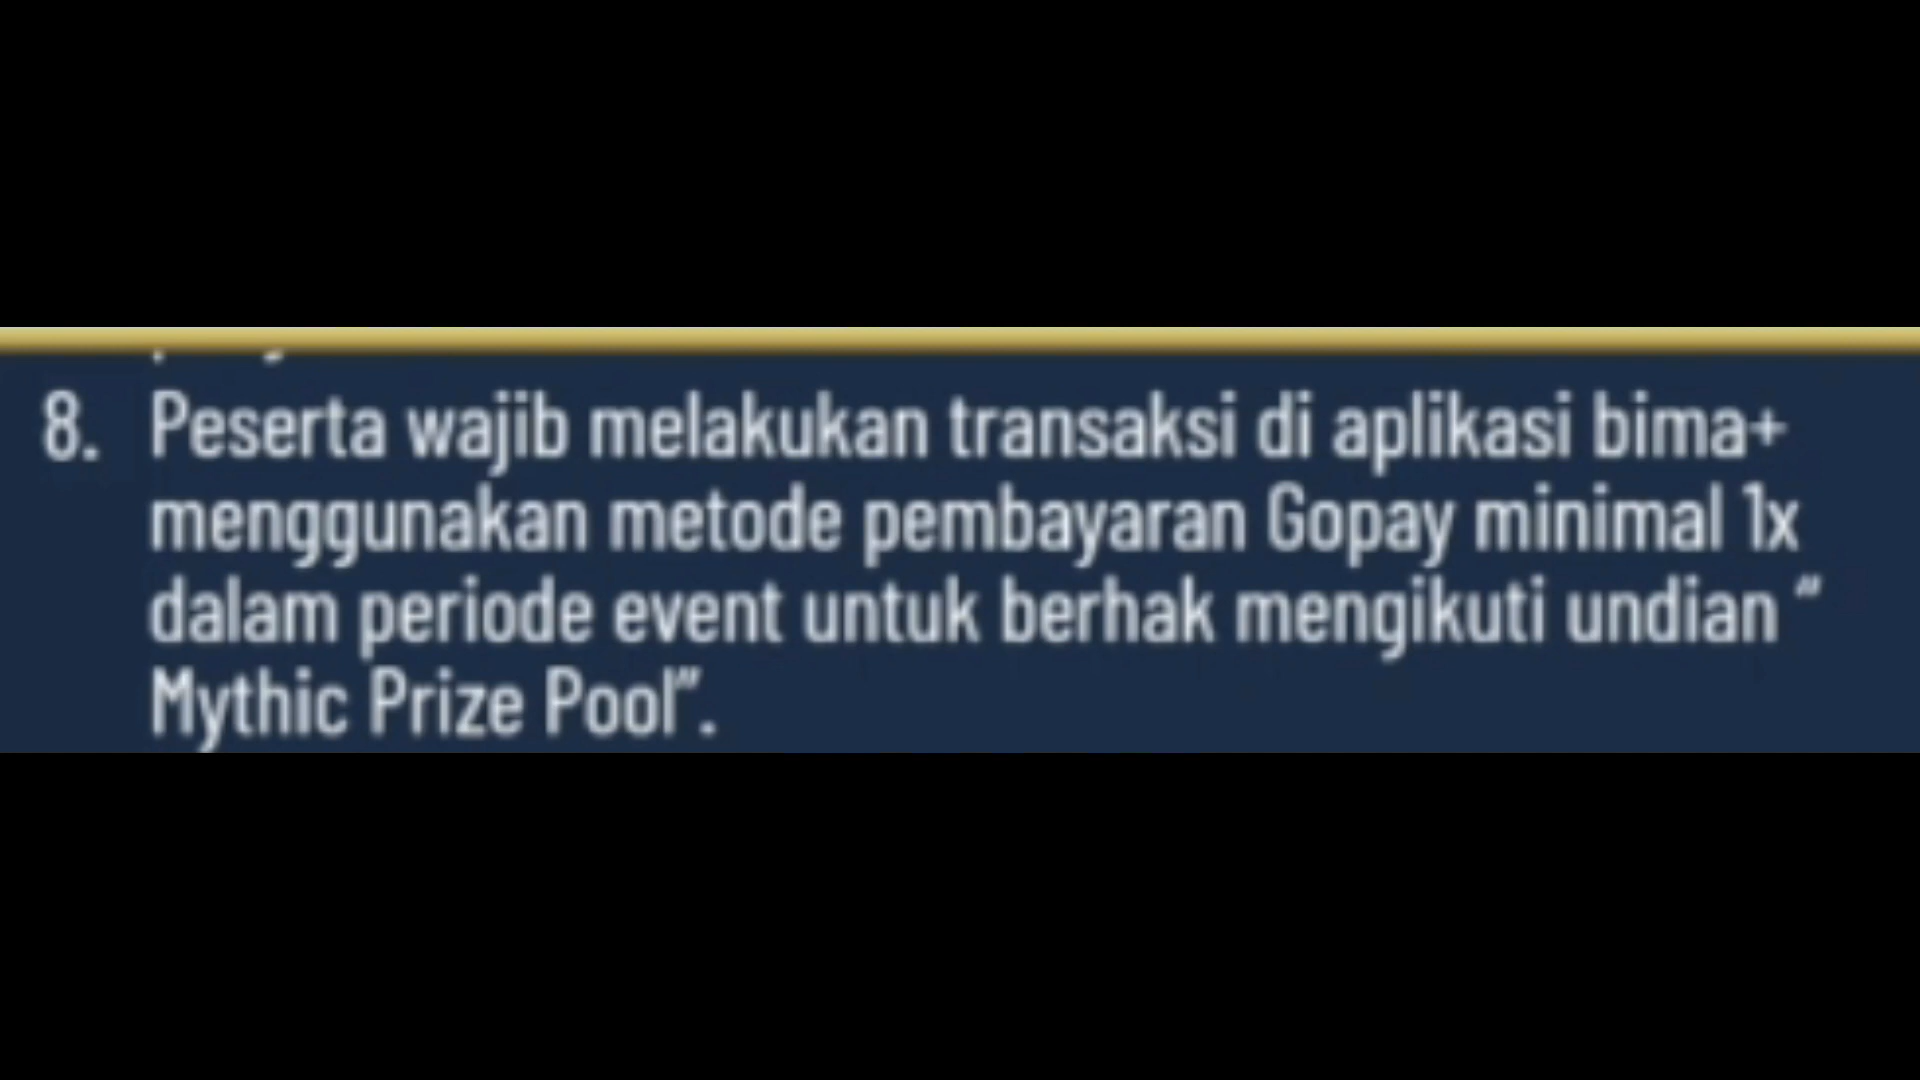 8. Peserta wajib melakukan transaksi di aplikasi bima+
menggunakan metode pembayaran Gopay minimal 1x
dalam periode event untuk berhak mengikuti undian “
Mythic Prize Pool”.